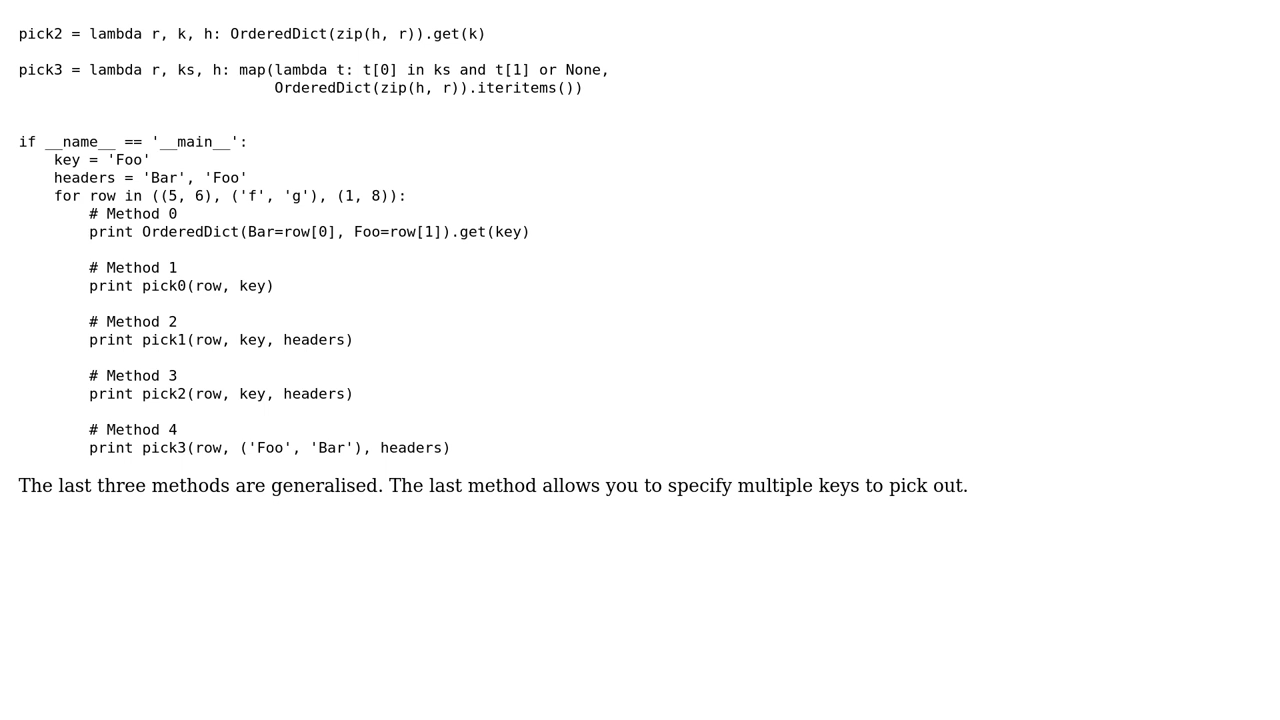 pick2 = lambda r, k, h: OrderedDict(zip(h, r)).get(k)

pick3 = lambda r, ks, h: map(lambda t: t[0] in ks and t[1] or None,
                             OrderedDict(zip(h, r)).iteritems())


if __name__ == '__main__':
    key = 'Foo'
    headers = 'Bar', 'Foo'
    for row in ((5, 6), ('f', 'g'), (1, 8)):
        # Method 0
        print OrderedDict(Bar=row[0], Foo=row[1]).get(key)

        # Method 1
        print pick0(row, key)

        # Method 2
        print pick1(row, key, headers)

        # Method 3
        print pick2(row, key, headers)

        # Method 4
        print pick3(row, ('Foo', 'Bar'), headers)

The last three methods are generalised. The last method allows you to specify multiple keys to pick out.